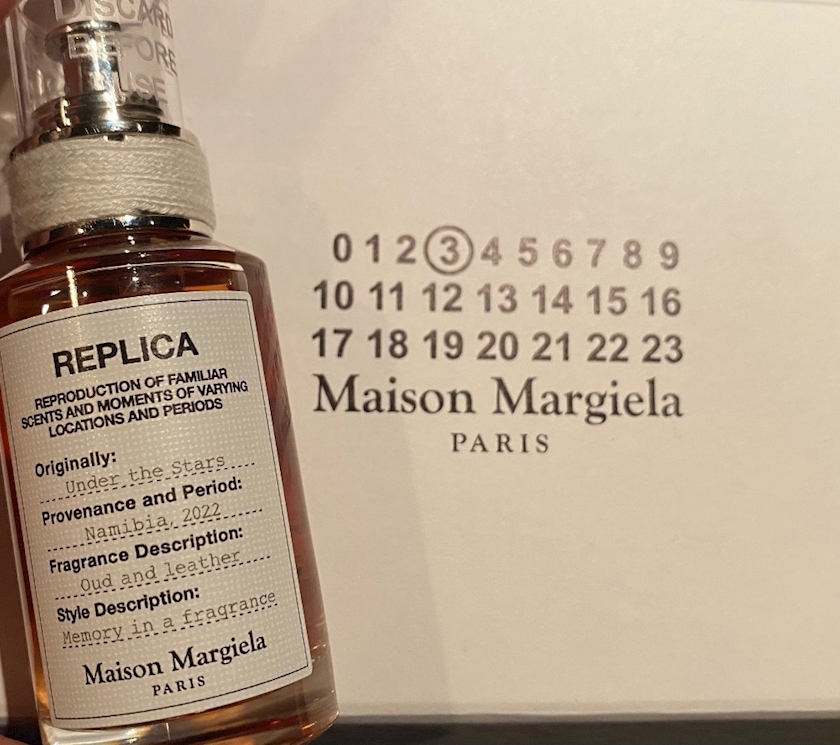 DISCARD
BEFORE
USE
REPLICA
REPRODUCTION OF FAMILIAR
SCENTS AND MOMENTS OF VARYING
LOCATIONS AND PERIODS
Originally:
Under the Stars
Provenance and Period:
Namibia, 2022
Fragrance Description:
Oud and leather
Style Description:
Memory in a fragrance
Maison Margiela
PARIS
0 1 2 3 4 5 6 7 8 9
10 11 12 13 14 15 16
17 18 19 20 21 22 23
Maison Margiela
PARIS